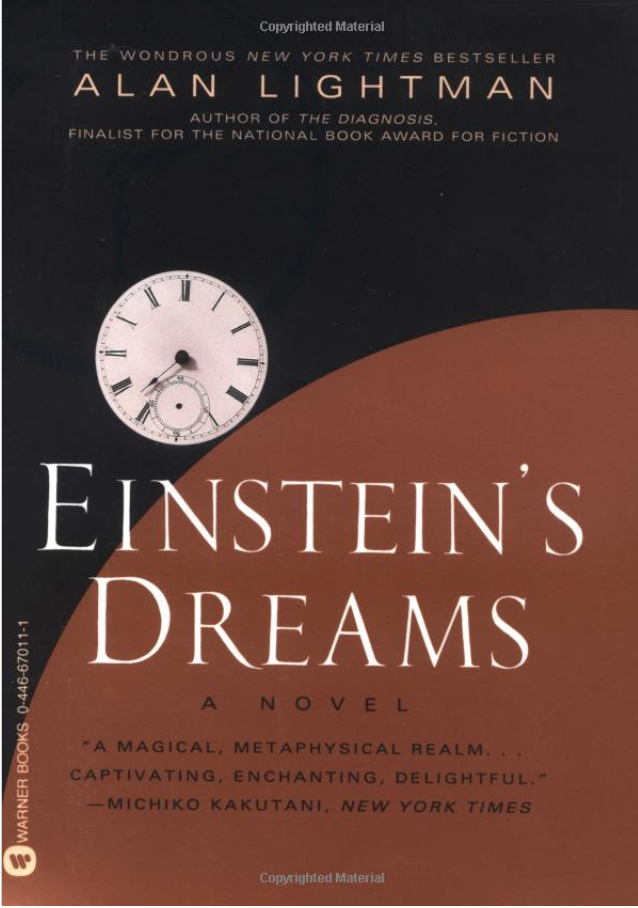 Copyrighted Material
THE WONDROUS NEW YORK TIMES BESTSELLER
ALAN LIGHTMAN
AUTHOR OF THE DIAGNOSIS,
FINALIST FOR THE NATIONAL BOOK AWARD FOR FICTION
EINSTEIN'S
DREAMS
A NOVEL
"A MAGICAL, METAPHYSICAL REALM. . .
CAPTIVATING, ENCHANTING, DELIGHTFUL."
—MICHIKO KAKUTANI, NEW YORK TIMES
WARNER BOOKS 0-446-67011-1
Copyrighted Material